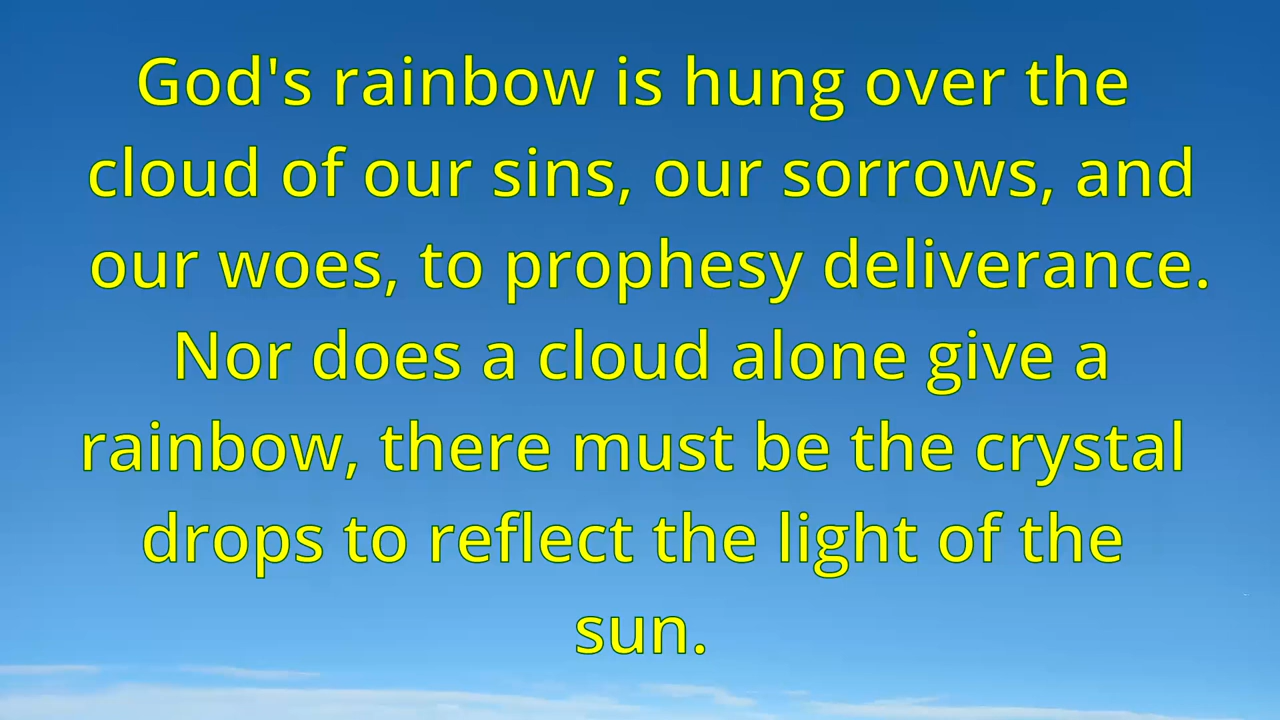 God's rainbow is hung over the
cloud of our sins, our sorrows, and
our woes, to prophesy deliverance.
Nor does a cloud alone give a
rainbow, there must be the crystal
drops to reflect the light of the
sun.